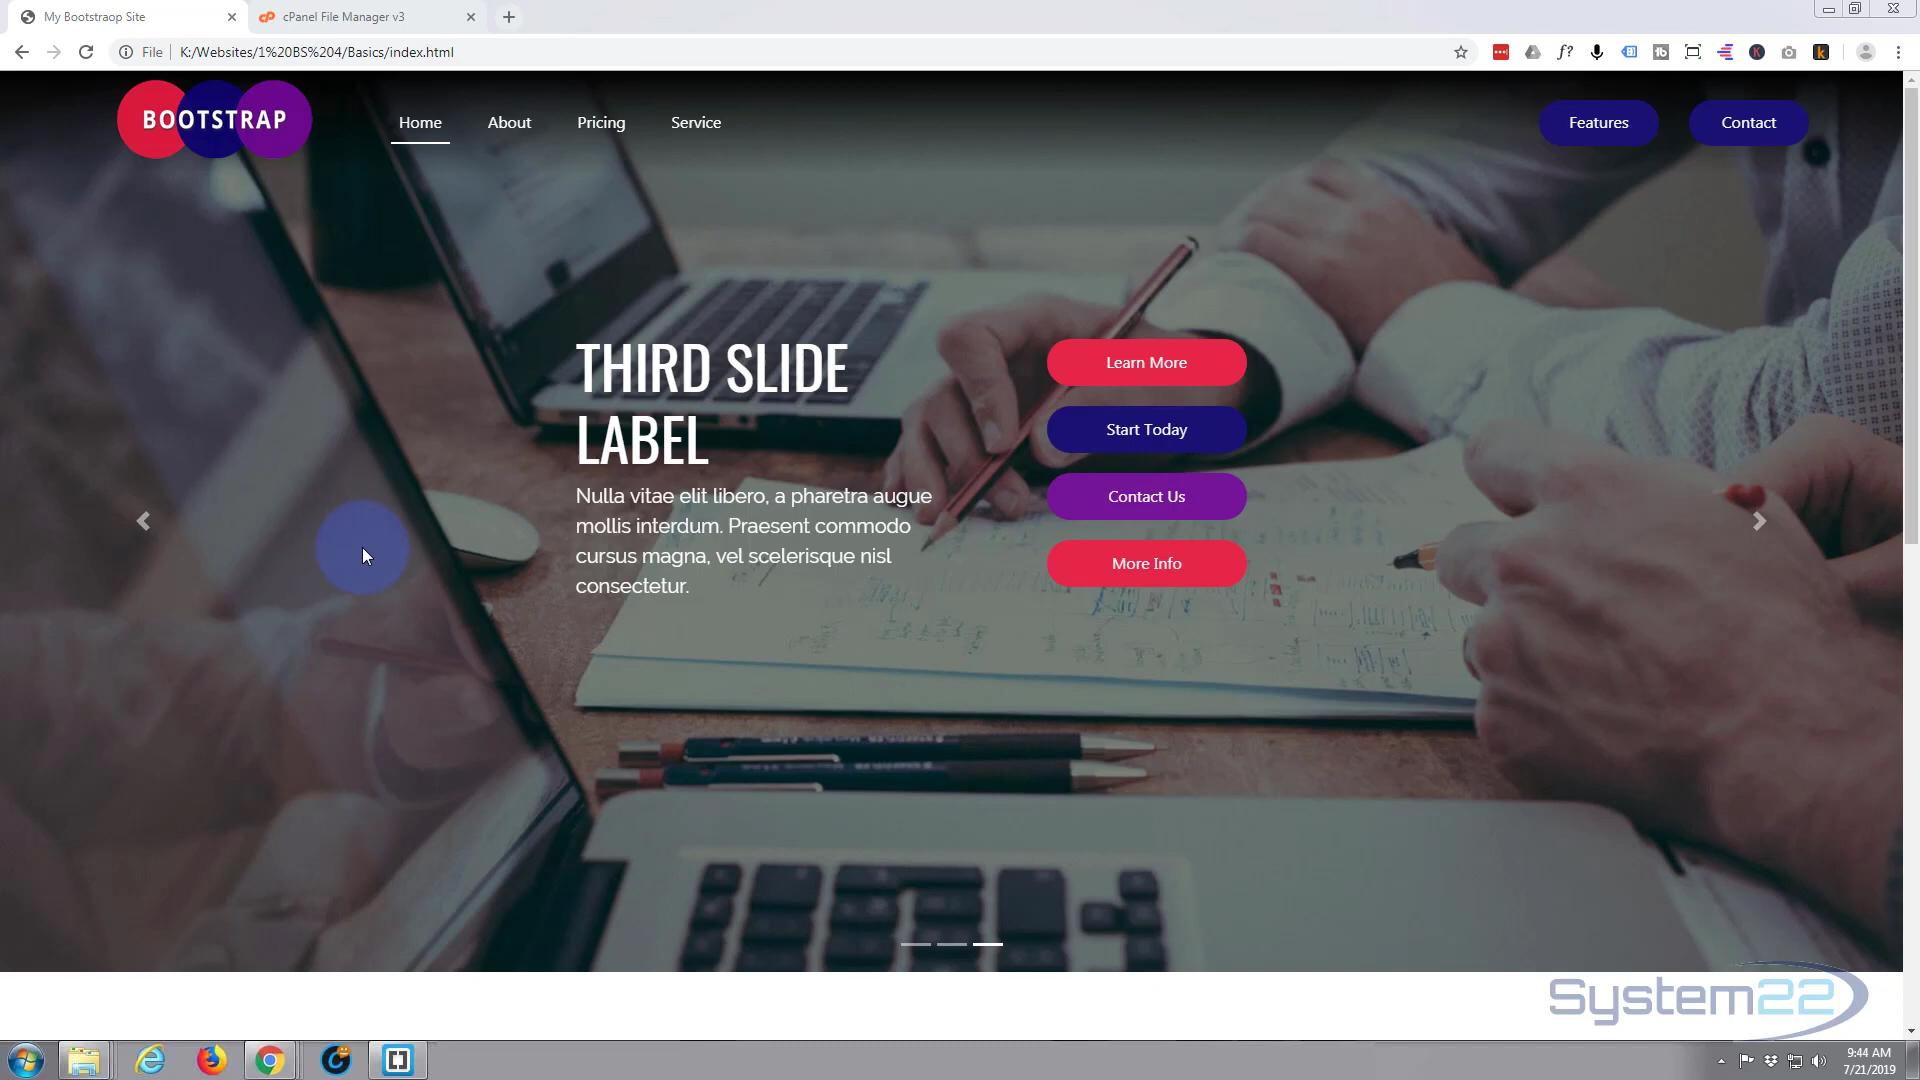 My Bootstraop Site
cPanel File Manager v3
File
K:/Websites/1%20BS%204/Basics/index.html
f?
BOOTSTRAP
Home
About
Pricing
Service
Features
Contact
THIRD SLIDE
LABEL
Nulla vitae elit libero, a pharetra augue
mollis interdum. Praesent commodo
cursus magna, vel scelerisque nisl
consectetur.
Learn More
Start Today
Contact Us
More Info
System22
9:44 AM
7/21/2019